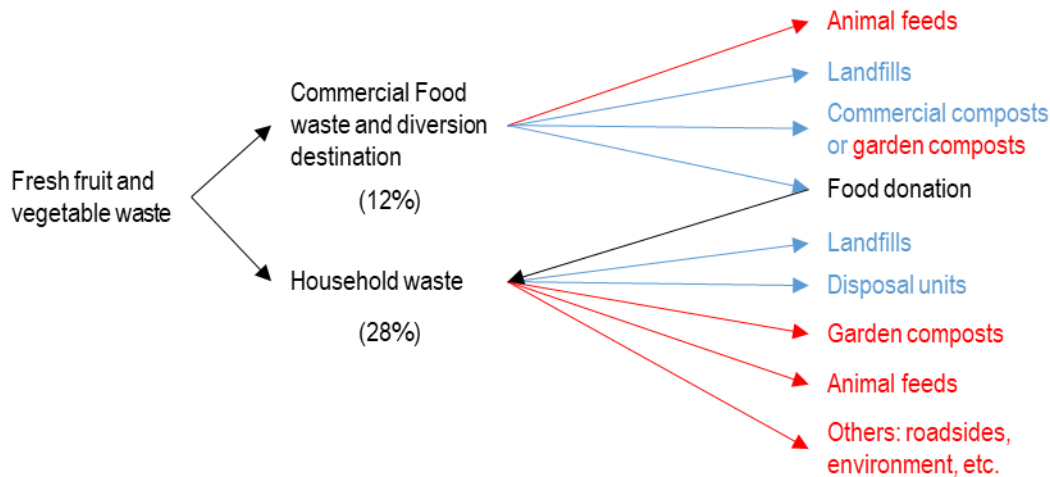 Fresh fruit and
vegetable waste
Commercial Food
waste and diversion
destination
(12%)
Household waste
(28%)
Animal feeds
Landfills
Commercial composts
or garden composts
Food donation
Landfills
Disposal units
Garden composts
Animal feeds
Others: roadsides,
environment, etc.